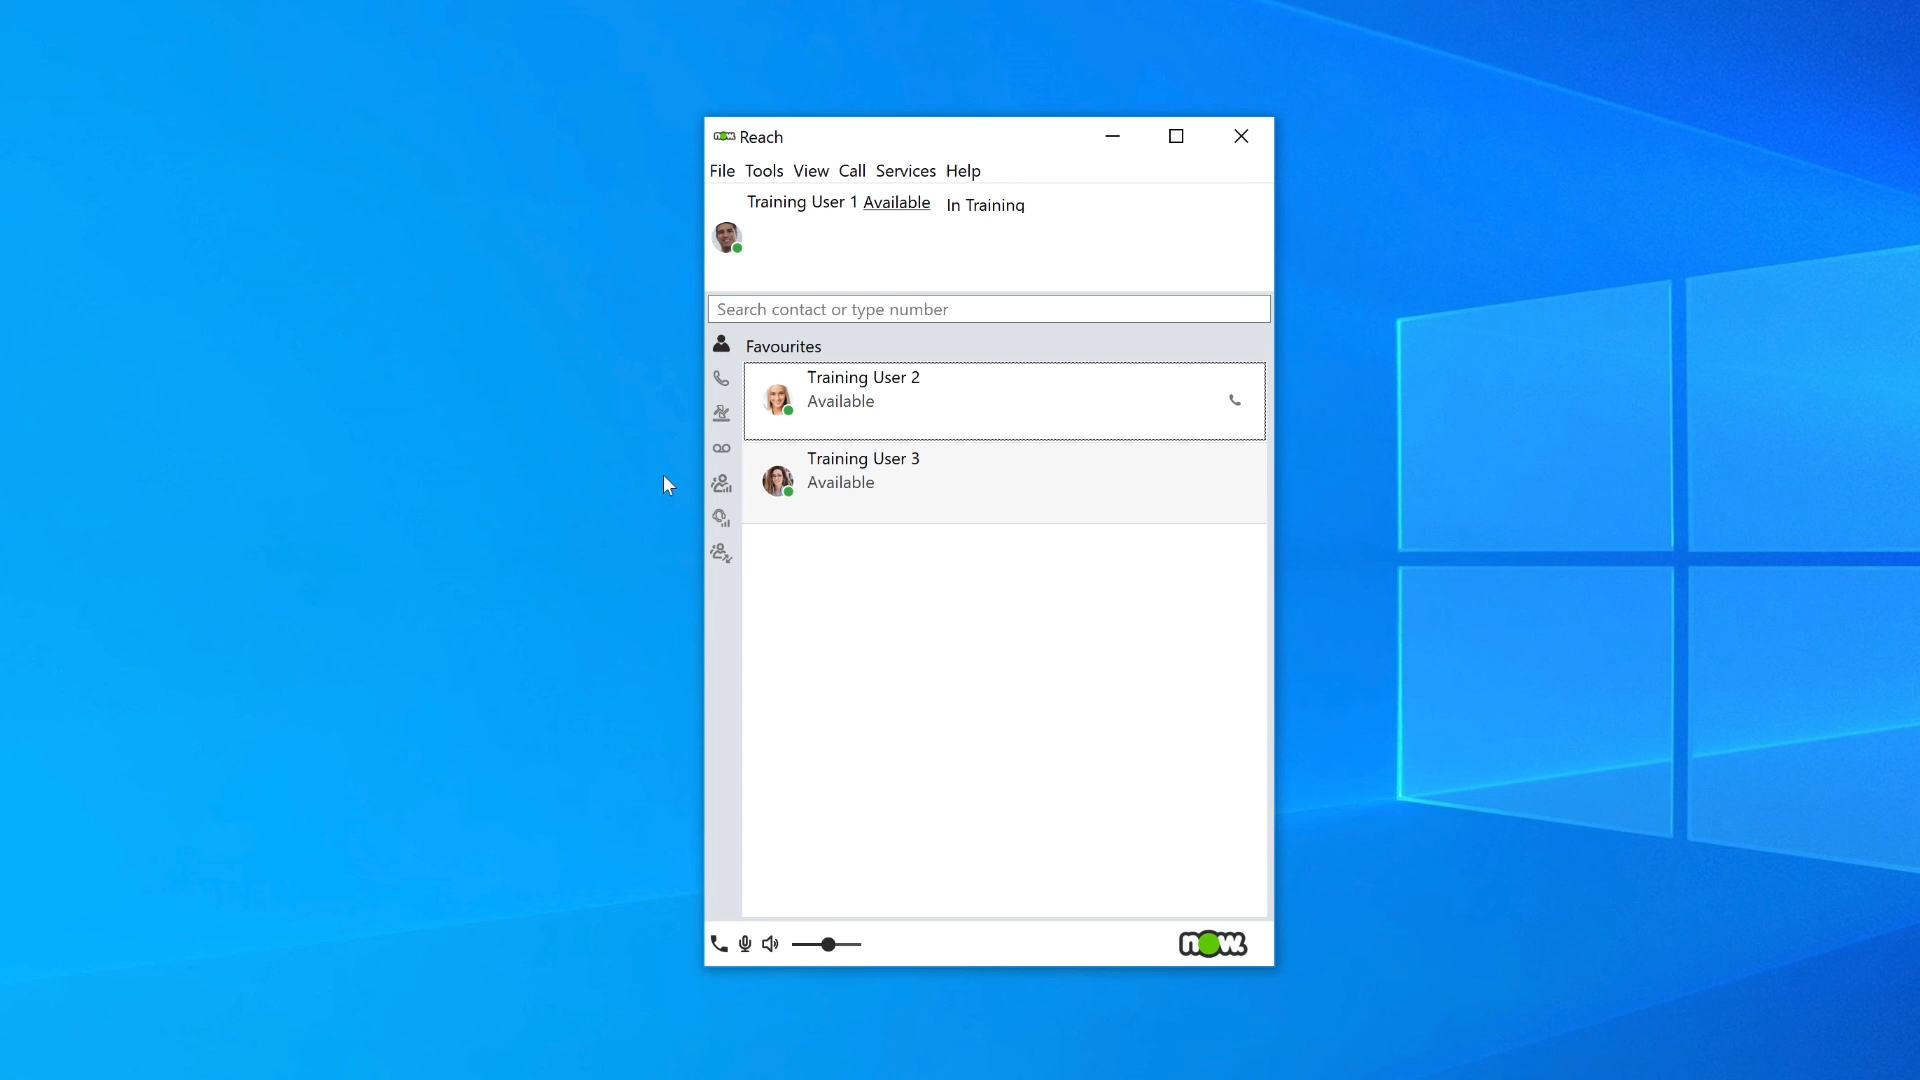 now. Reach
File Tools View Call Services Help
Training User 1 Available In Training
Search contact or type number
Favourites
Training User 2
Available
Training User 3
Available
now.